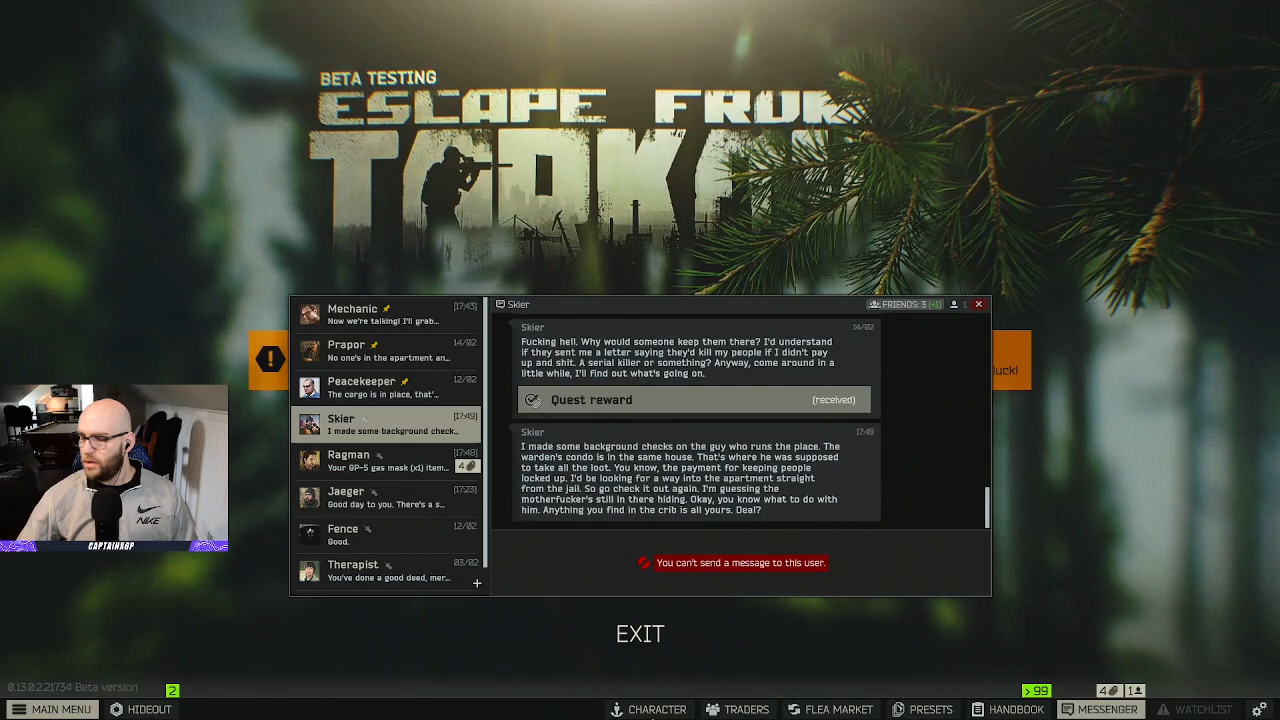 BETA TESTING
ESCAPE FROM
TARKOV
Mechanic
[17:43]
Now we're talking! I'll grab...
Prapor
14/02
No one's in the apartment an...
Peacekeeper
12/02
The cargo is in place, that'...
Skier
[17:49]
I made some background check...
Ragman
[17:48]
Your GP-5 gas mask (x1) item...
4
Jaeger
[17:23]
Good day to you. There's a s...
Fence
12/02
Good.
Therapist
03/02
You've done a good deed, mer...
+
Skier
FRIENDS: 3 (+1)
1
Skier
14/02
Fucking hell. Why would someone keep them there? I'd understand
if they sent me a letter saying they'd kill my people if I didn't pay
up and shit. A serial killer or something? Anyway, come around in a
little while, I'll find out what's going on.
Quest reward
(received)
Skier
17:49
I made some background checks on the guy who runs the place. The
warden's condo is in the same house. That's where he was supposed
to take all the loot. You know, the payment for keeping people
locked up. I'd be looking for a way into the apartment straight
from the jail. So go check it out again. I'm guessing the
motherfucker's still in there hiding. Okay, you know what to do with
him. Anything you find in the crib is all yours. Deal?
You can't send a message to this user.
luck!
NIKE
CAPTAINXGP
EXIT
0.13.0.2.21734 Beta version
2
> 99
4
1
MAIN MENU
HIDEOUT
CHARACTER
TRADERS
FLEA MARKET
PRESETS
HANDBOOK
MESSENGER
WATCHLIST